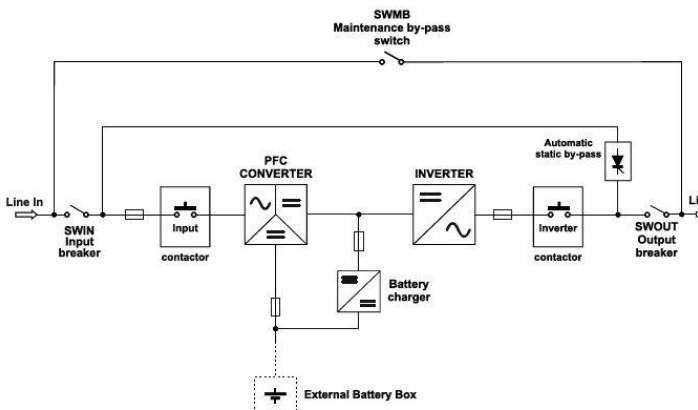 SWMB
Maintenance by-pass
switch
Automatic
static by-pass
PFC
CONVERTER
INVERTER
Line In
SWIN
Input
breaker
Input
contactor
Inverter
contactor
SWOUT
Output
breaker
Battery
charger
External Battery Box